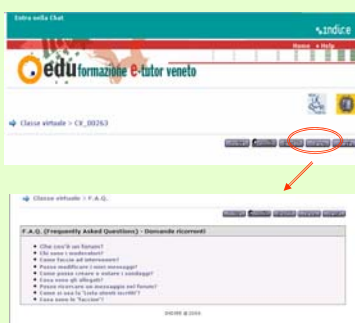 Entra nella Chat
indice
Home • Help
edu formazione e-tutor veneto
Classe virtuale > CV_00263
Classe virtuale > F.A.Q.
F.A.Q. (Frequently Asked Questions) - Domande ricorrenti
Che cos'è un forum?
Chi sono i moderatori?
Come faccio ad intervenire?
Posso modificare i miei messaggi?
Come posso creare o votare i sondaggi?
Cosa sono gli allegati?
Posso ricercare un messaggio nel forum?
Come si usa la "Lista utenti iscritti"?
Cosa sono le "faccine"?
INDIRE @ 2004